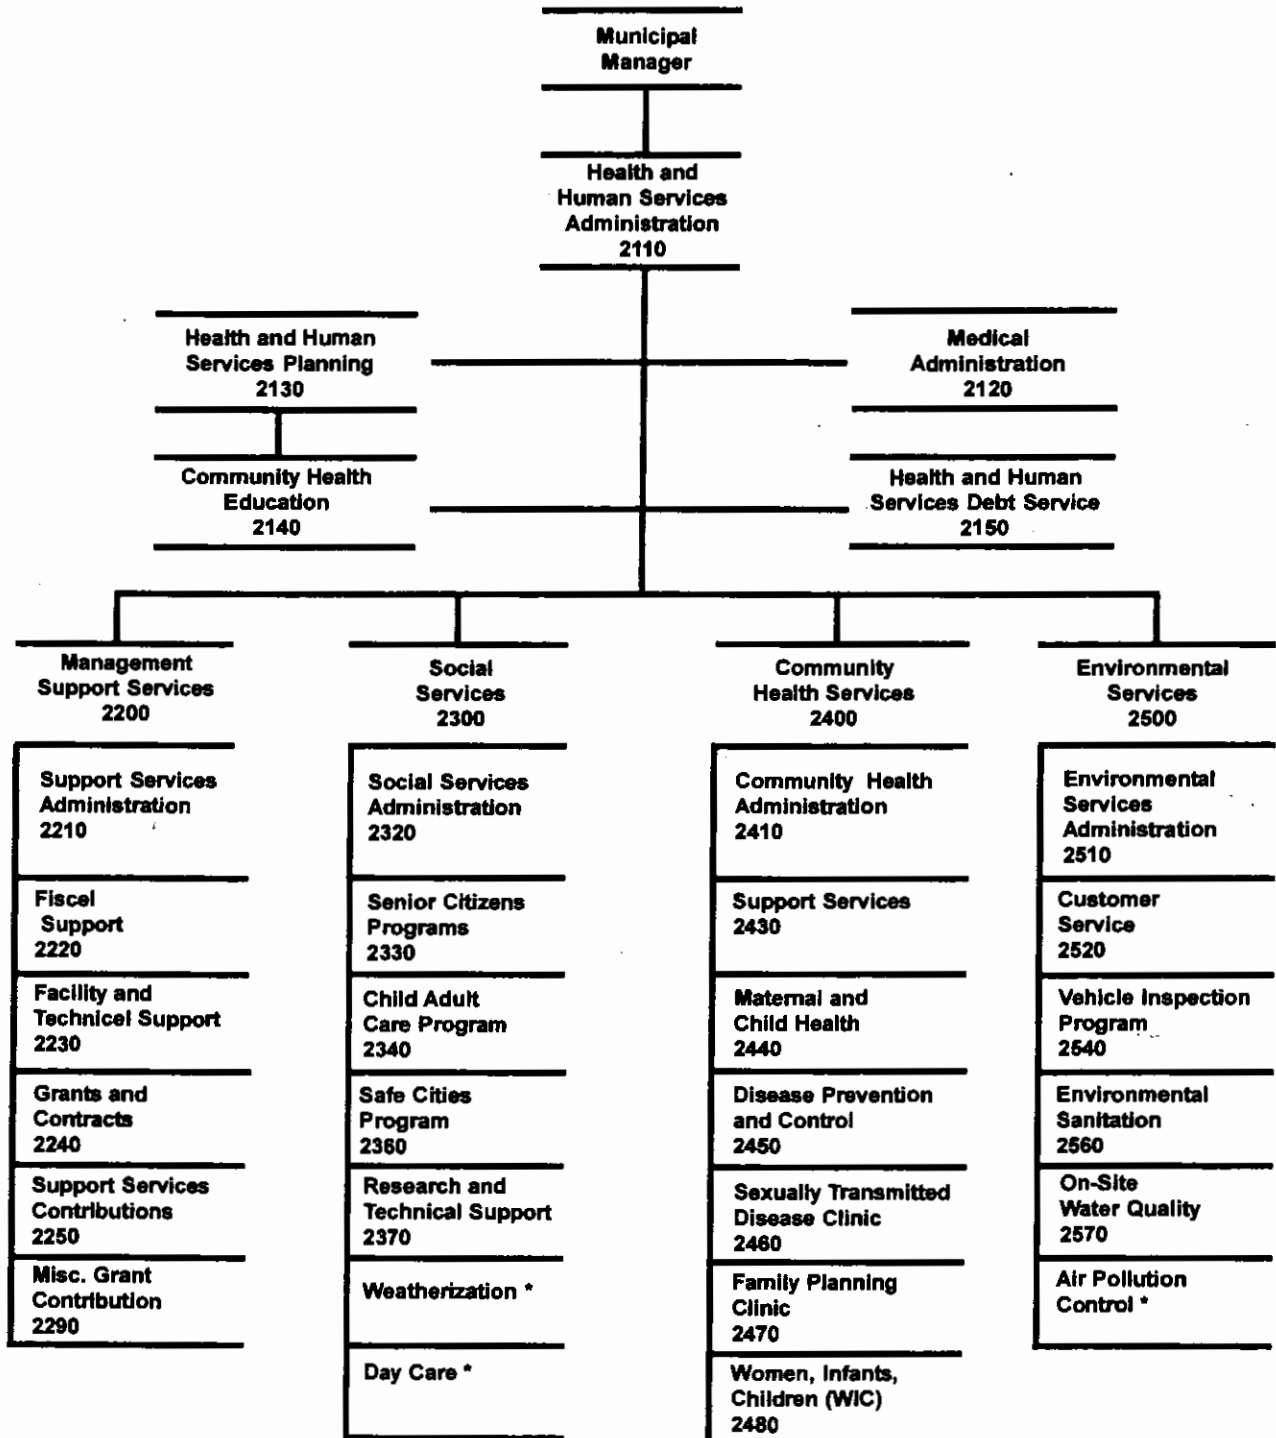 Municipal
Manager
Health and
Human Services
Administration
2110
Health and Human
Services Planning
2130
Medical
Administration
2120
Community Health
Education
2140
Health and Human
Services Debt Service
2150
Management
Support Services
2200
Support Services
Administration
2210
Fiscel
Support
2220
Facility and
Technicel Support
2230
Grants and
Contracts
2240
Support Services
Contributions
2250
Misc. Grant
Contribution
2290
Social
Services
2300
Social Services
Administration
2320
Senior Citizens
Programs
2330
Child Adult
Care Program
2340
Safe Cities
Program
2360
Research and
Technical Support
2370
Weatherization *
Day Care *
Community
Health Services
2400
Community Health
Administration
2410
Support Services
2430
Maternal and
Child Health
2440
Disease Prevention
and Control
2450
Sexually Transmitted
Disease Clinic
2460
Family Planning
Clinic
2470
Women, Infants,
Children (WIC)
2480
Environmental
Services
2500
Environmental
Services
Administration
2510
Customer
Service
2520
Vehicle Inspection
Program
2540
Environmental
Sanitation
2560
On-Site
Water Quality
2570
Air Pollution
Control *